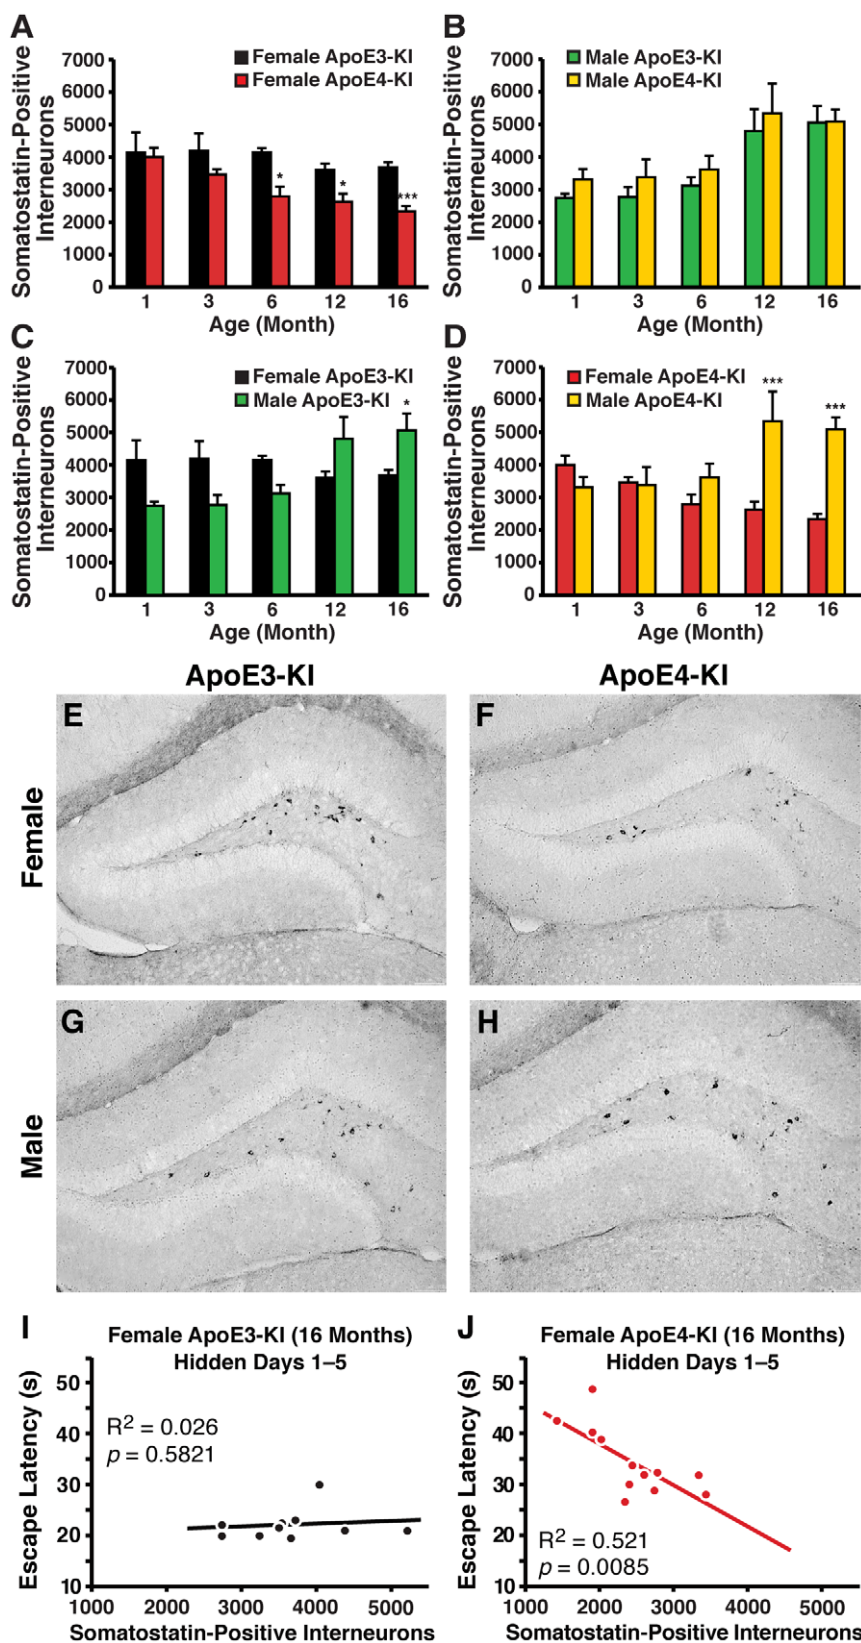 A
Female ApoE3-KI
Female ApoE4-KI
Somatostatin-Positive
Interneurons
7000
6000
5000
4000
3000
2000
1000
0
*
*
***
1 3 6 12 16
Age (Month)
B
Male ApoE3-KI
Male ApoE4-KI
Somatostatin-Positive
Interneurons
7000
6000
5000
4000
3000
2000
1000
0
1 3 6 12 16
Age (Month)
C
Female ApoE3-KI
Male ApoE3-KI
Somatostatin-Positive
Interneurons
7000
6000
5000
4000
3000
2000
1000
0
*
1 3 6 12 16
Age (Month)
D
Female ApoE4-KI
Male ApoE4-KI
Somatostatin-Positive
Interneurons
7000
6000
5000
4000
3000
2000
1000
0
***
***
1 3 6 12 16
Age (Month)
ApoE3-KI
ApoE4-KI
Female
E
F
Male
G
H
I
Female ApoE3-KI (16 Months)
Hidden Days 1–5
Escape Latency (s)
50
40
30
20
10
R² = 0.026
p = 0.5821
1000 2000 3000 4000 5000
Somatostatin-Positive Interneurons
J
Female ApoE4-KI (16 Months)
Hidden Days 1–5
Escape Latency (s)
50
40
30
20
10
R² = 0.521
p = 0.0085
1000 2000 3000 4000 5000
Somatostatin-Positive Interneurons